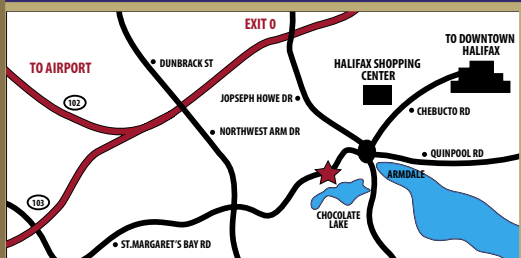 EXIT 0
TO DOWNTOWN
HALIFAX
TO AIRPORT
DUNBRACK ST
HALIFAX SHOPPING
CENTER
JOPSEPH HOWE DR
102
CHEBUCTO RD
NORTHWEST ARM DR
QUINPOOL RD
ARMDALE
103
CHOCOLATE
LAKE
ST.MARGARET'S BAY RD